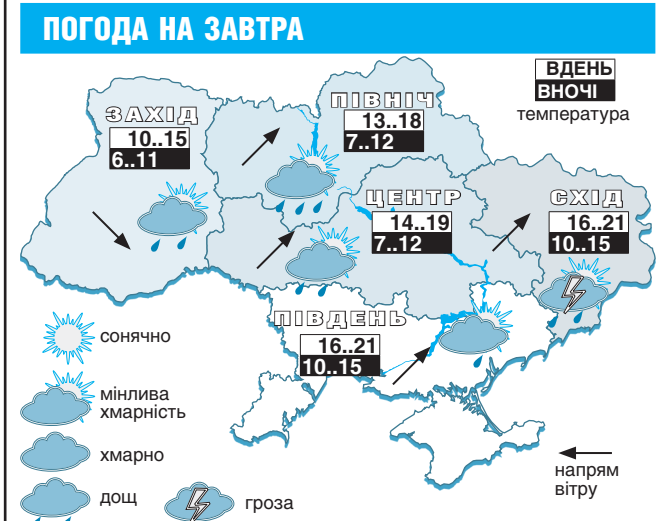 ПОГОДА НА ЗАВТРА
ВДЕНЬ
ВНОЧІ
температура
ЗАХІД
10..15
6..11
ПІВНІЧ
13..18
7..12
ЦЕНТР
14..19
7..12
СХІД
16..21
10..15
ПІВДЕНЬ
16..21
10..15
сонячно
мінлива
хмарність
хмарно
дощ
гроза
напрям
вітру